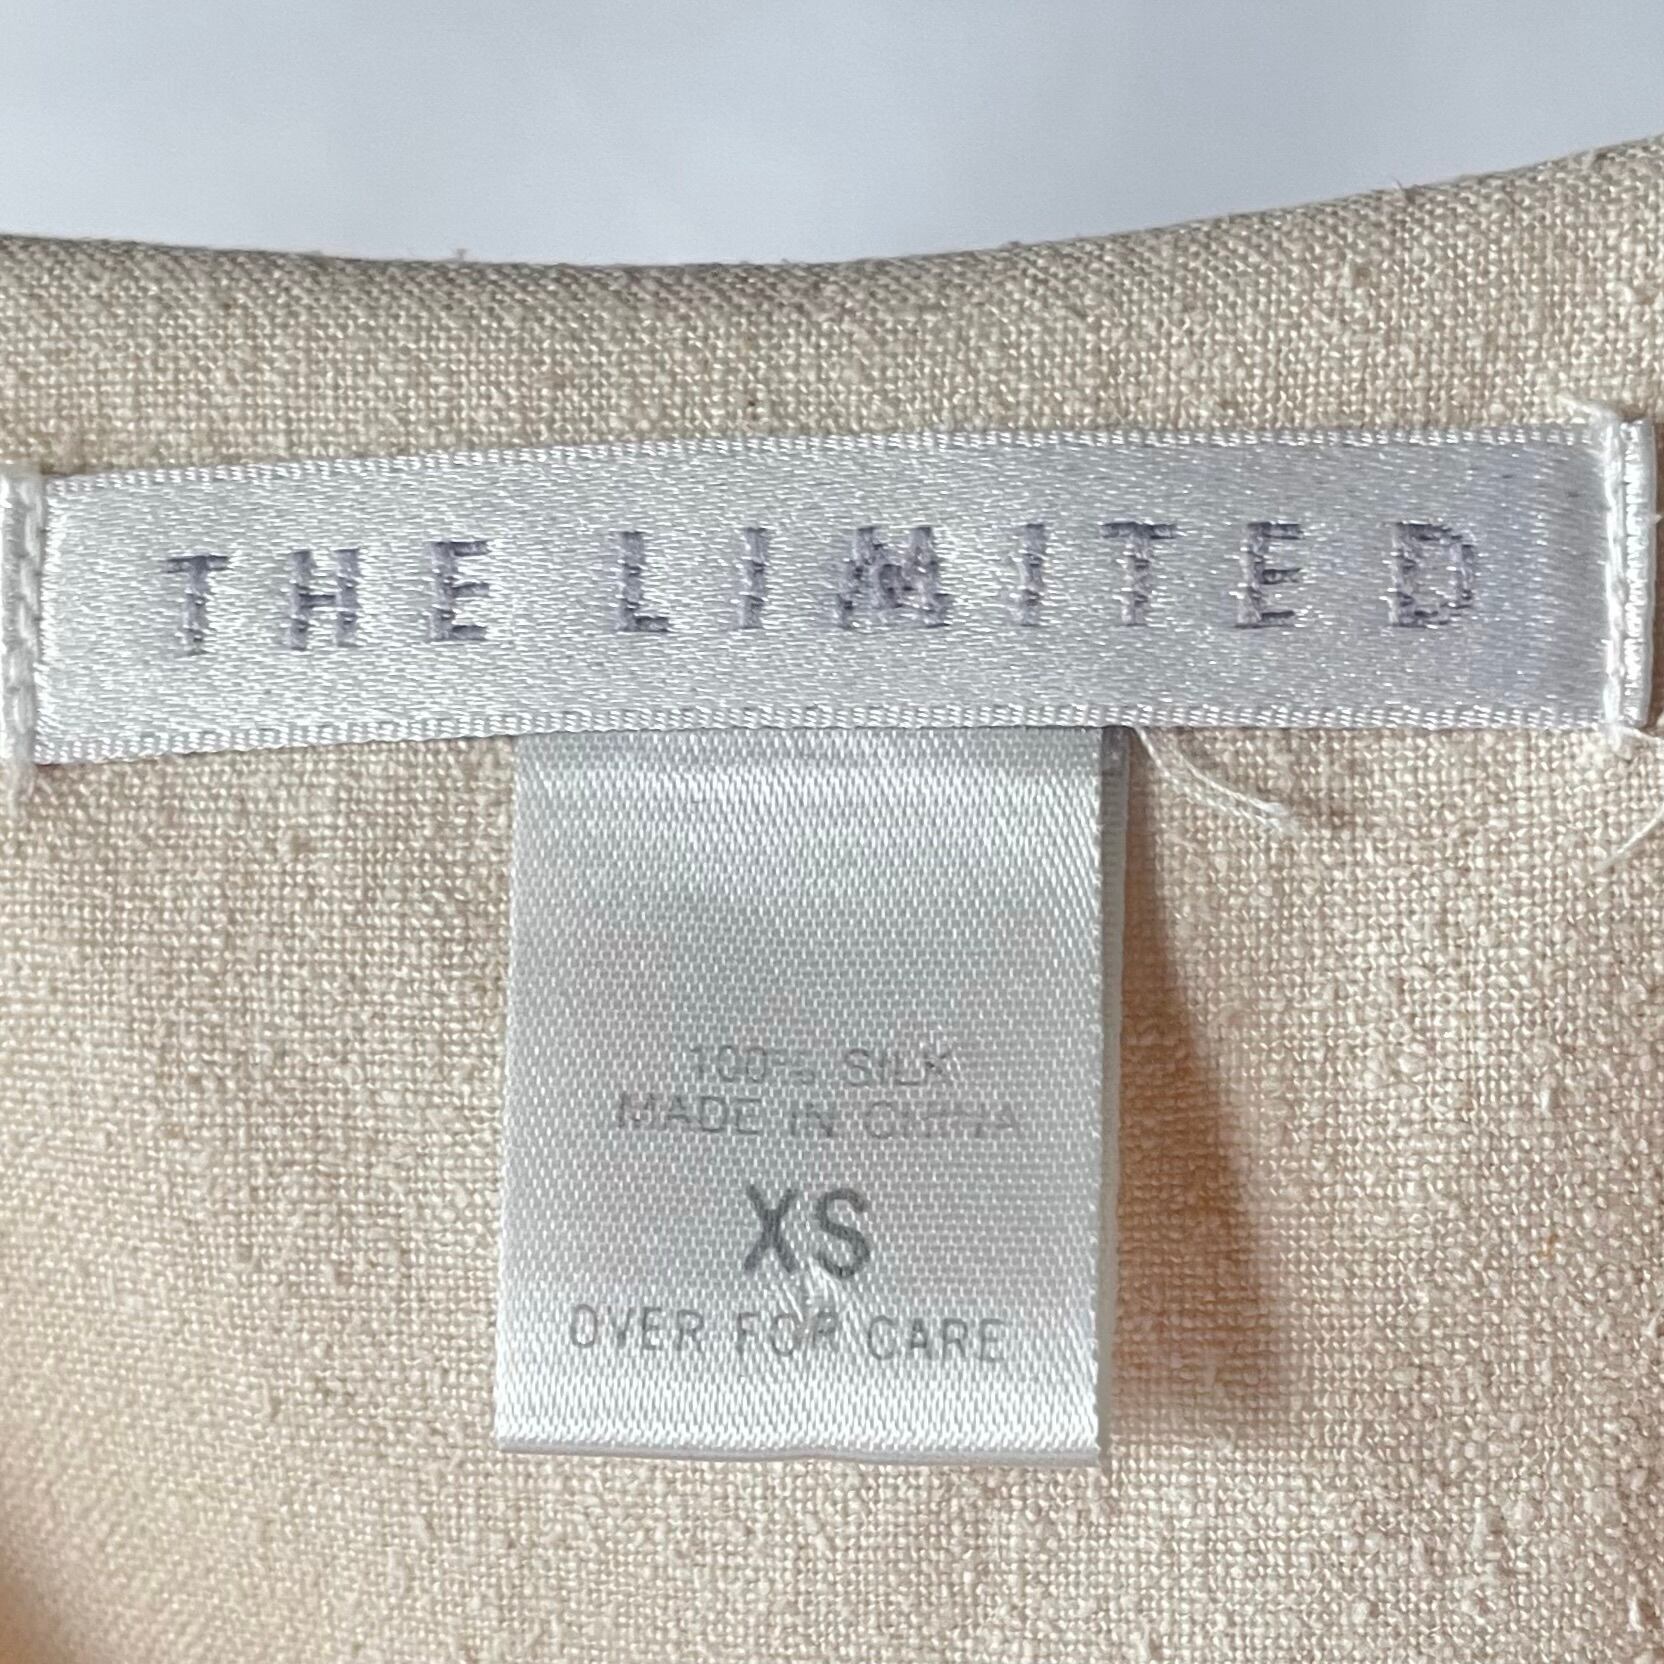 THE LIMITED
100% SILK
MADE IN CHINA
XS
OVER FOR CARE